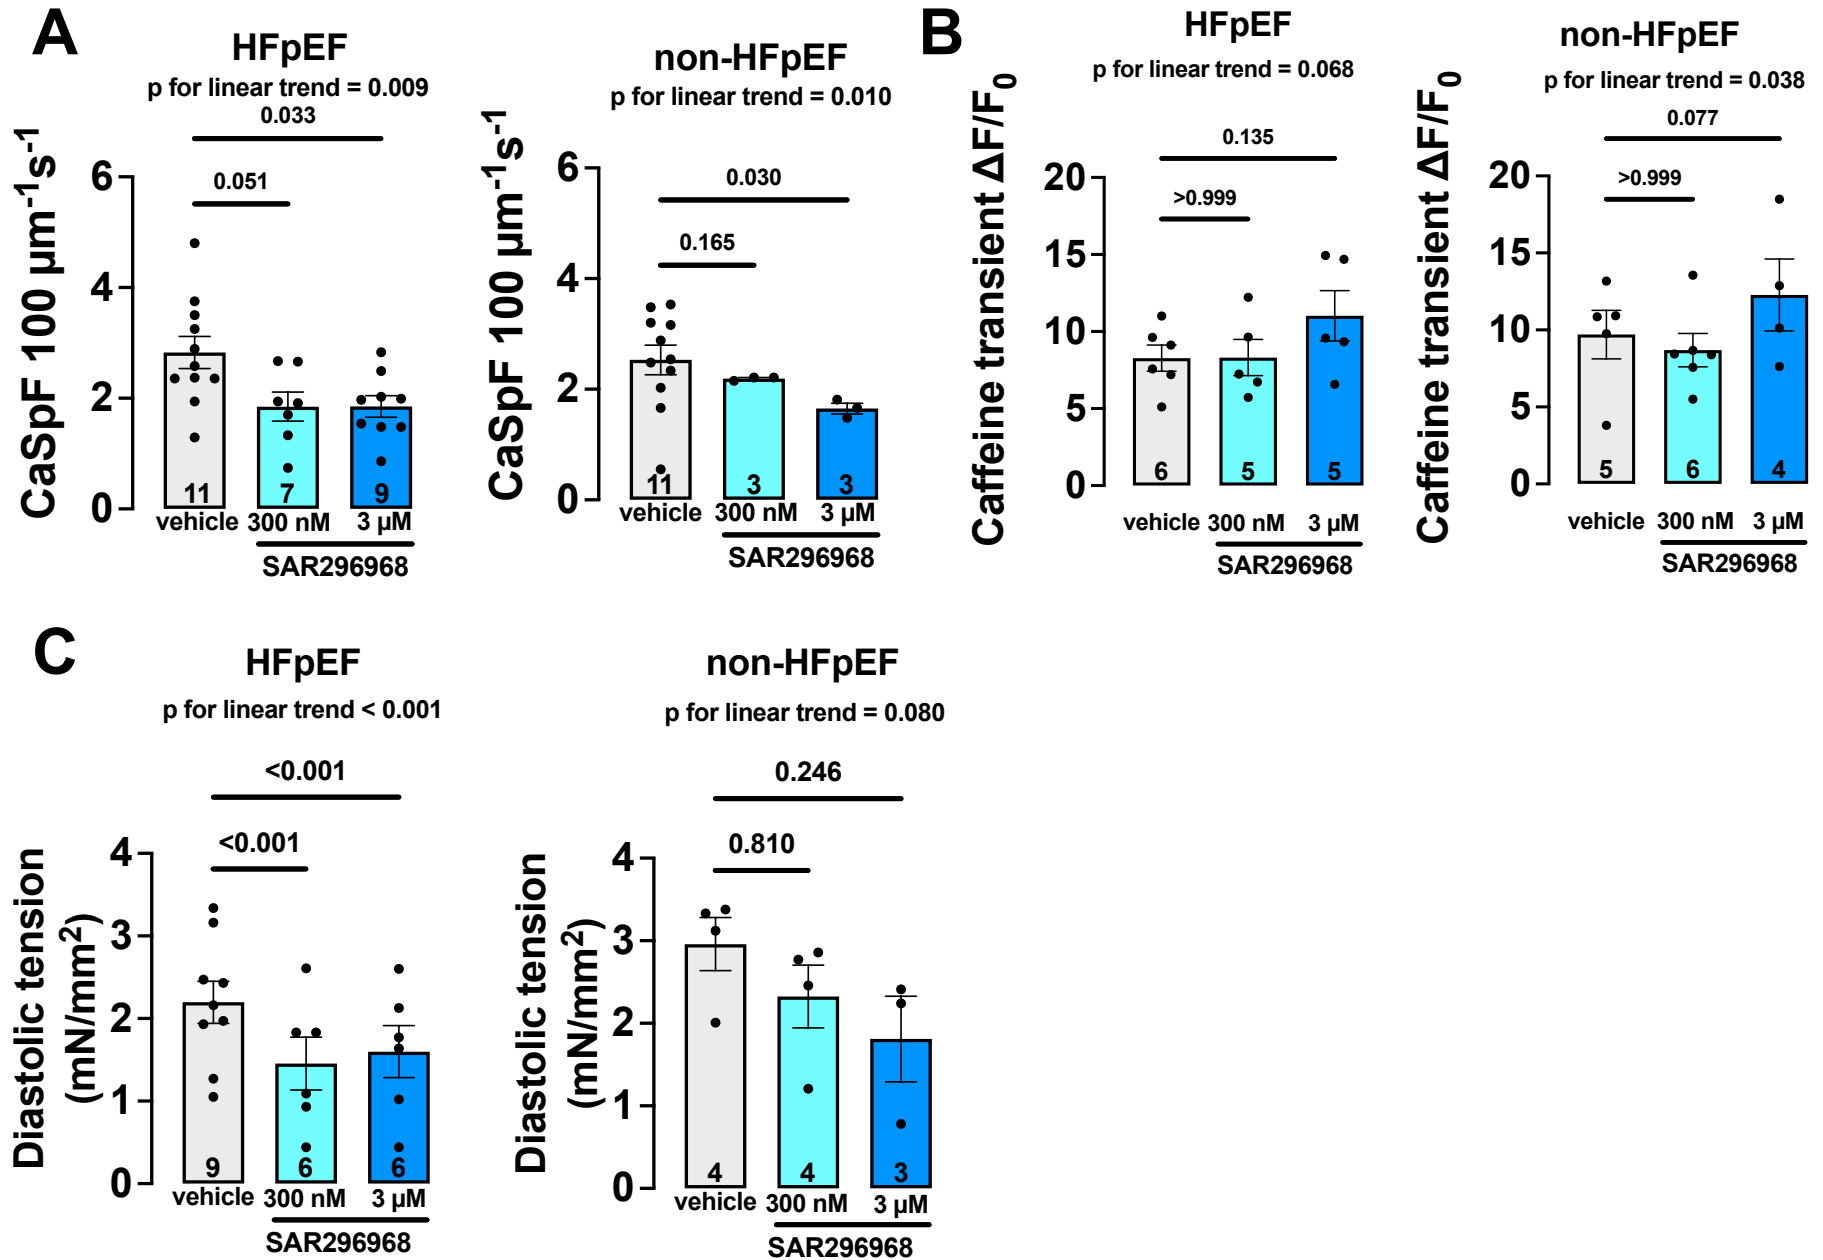 A
HFpEF
p for linear trend = 0.009
0.033
0.051
CaSpF 100 µm-1s-1
6
4
2
0
11
7
9
vehicle
300 nM
3 µM
SAR296968
non-HFpEF
p for linear trend = 0.010
0.030
0.165
CaSpF 100 µm-1s-1
6
4
2
0
11
3
3
vehicle
300 nM
3 µM
SAR296968
B
HFpEF
p for linear trend = 0.068
0.135
>0.999
Caffeine transient ΔF/F0
20
15
10
5
0
6
5
5
vehicle
300 nM
3 µM
SAR296968
non-HFpEF
p for linear trend = 0.038
0.077
>0.999
Caffeine transient ΔF/F0
20
15
10
5
0
5
6
4
vehicle
300 nM
3 µM
SAR296968
C
HFpEF
p for linear trend < 0.001
<0.001
<0.001
Diastolic tension
(mN/mm2)
4
3
2
1
0
9
6
6
vehicle
300 nM
3 µM
SAR296968
non-HFpEF
p for linear trend = 0.080
0.246
0.810
Diastolic tension
(mN/mm2)
4
3
2
1
0
4
4
3
vehicle
300 nM
3 µM
SAR296968